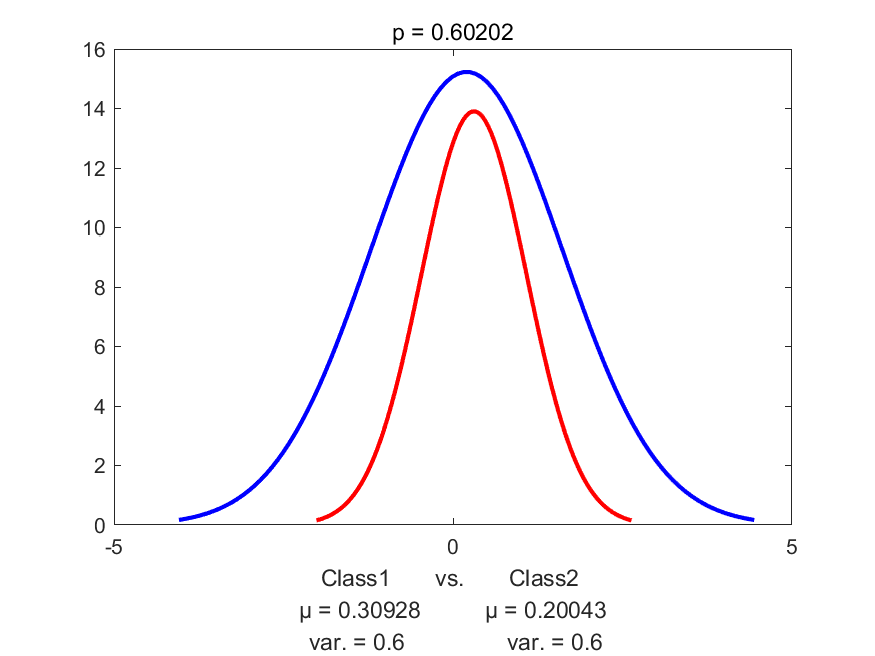 p = 0.60202
16
14
12
10
8
6
4
2
0
-5 0 5
Class1 vs. Class2
μ = 0.30928 μ = 0.20043
var. = 0.6 var. = 0.6